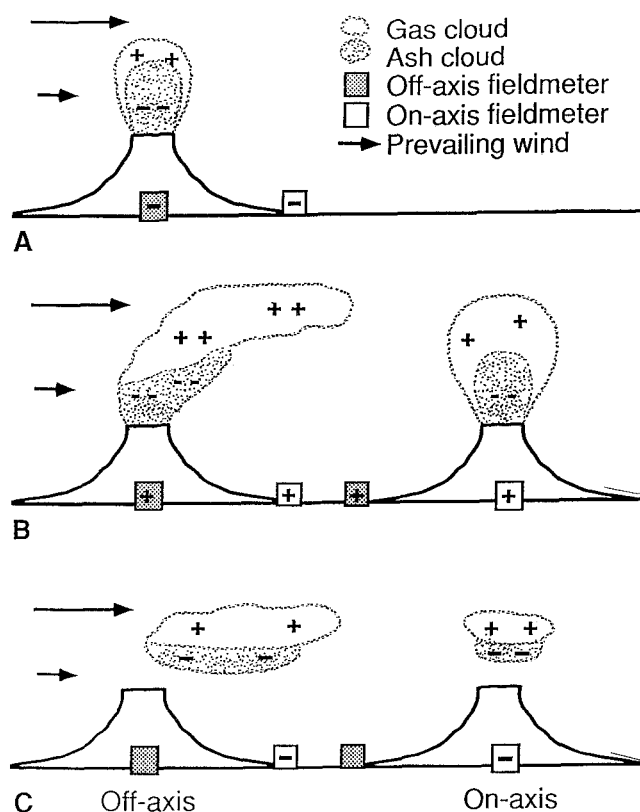 Gas cloud
Ash cloud
Off-axis fieldmeter
On-axis fieldmeter
Prevailing wind
+ +
- -
- -
A
+ +
+ + + +
- -
- -
- -
+ + + +
B
+ + + +
- - - -
- -
C Off-axis On-axis